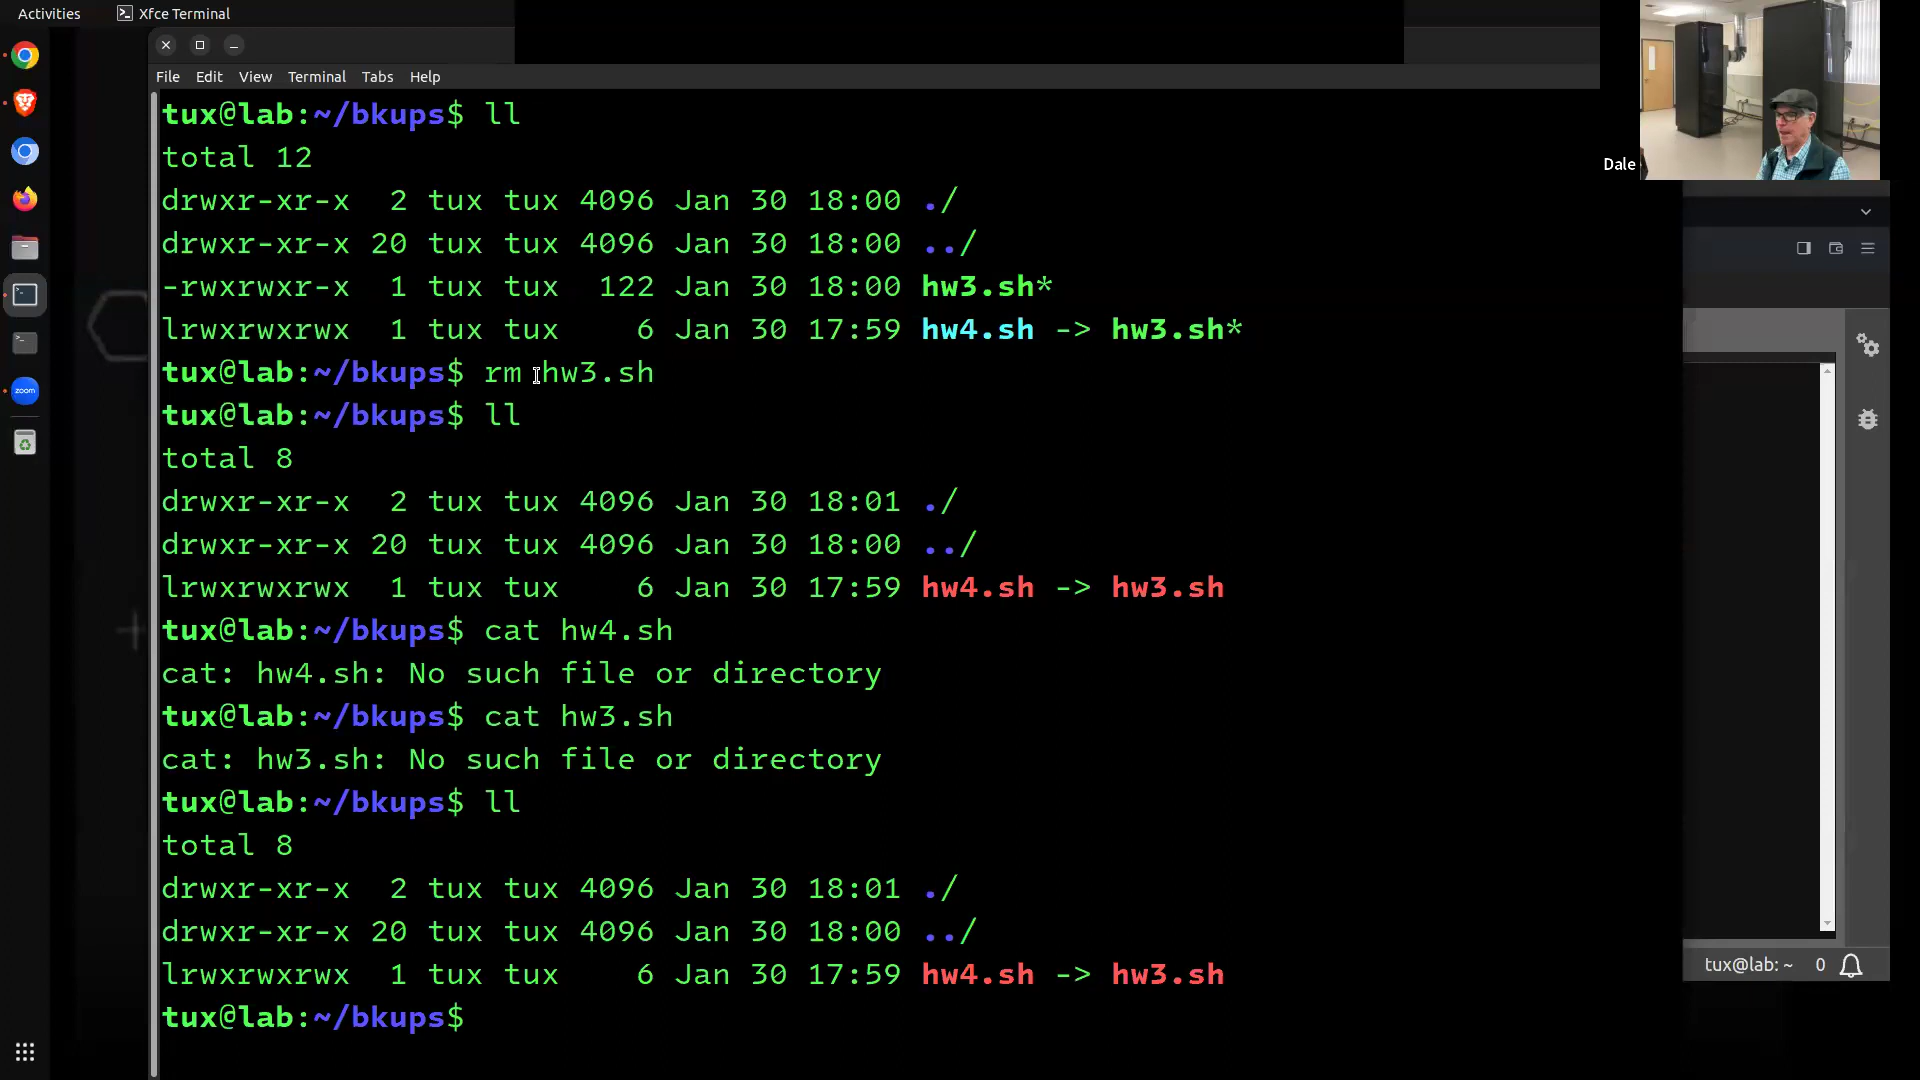 Activities Xfce Terminal
File Edit View Terminal Tabs Help
tux@lab:~/bkups$ ll
total 12
drwxr-xr-x 2 tux tux 4096 Jan 30 18:00 ./
drwxr-xr-x 20 tux tux 4096 Jan 30 18:00 ../
-rwxrwxr-x 1 tux tux 122 Jan 30 18:00 hw3.sh*
lrwxrwxrwx 1 tux tux 6 Jan 30 17:59 hw4.sh -> hw3.sh*
tux@lab:~/bkups$ rm hw3.sh
tux@lab:~/bkups$ ll
total 8
drwxr-xr-x 2 tux tux 4096 Jan 30 18:01 ./
drwxr-xr-x 20 tux tux 4096 Jan 30 18:00 ../
lrwxrwxrwx 1 tux tux 6 Jan 30 17:59 hw4.sh -> hw3.sh
tux@lab:~/bkups$ cat hw4.sh
cat: hw4.sh: No such file or directory
tux@lab:~/bkups$ cat hw3.sh
cat: hw3.sh: No such file or directory
tux@lab:~/bkups$ ll
total 8
drwxr-xr-x 2 tux tux 4096 Jan 30 18:01 ./
drwxr-xr-x 20 tux tux 4096 Jan 30 18:00 ../
lrwxrwxrwx 1 tux tux 6 Jan 30 17:59 hw4.sh -> hw3.sh
tux@lab:~/bkups$
Dale
zoom
tux@lab: ~ 0